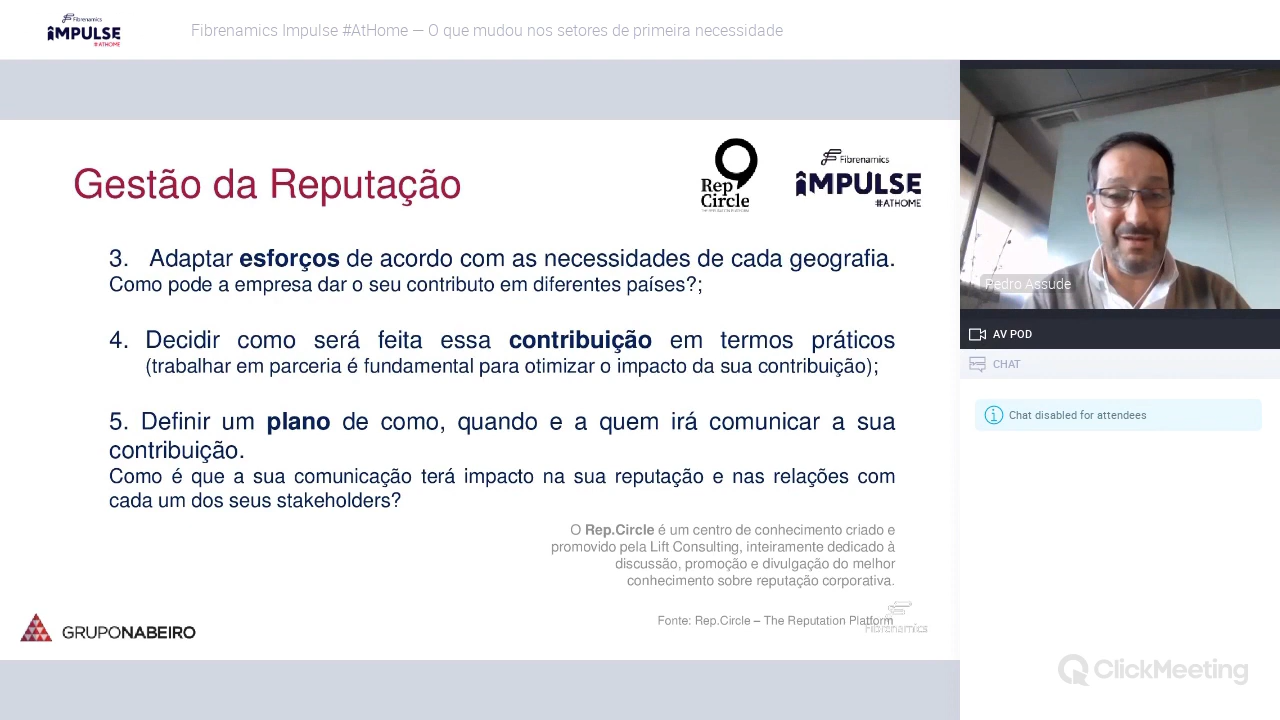 Fibrenamics
IMPULSE
#ATHOME
Fibrenamics Impulse #AtHome — O que mudou nos setores de primeira necessidade
Gestão da Reputação
Rep
Circle
Fibrenamics
IMPULSE
#ATHOME
3. Adaptar esforços de acordo com as necessidades de cada geografia.
Como pode a empresa dar o seu contributo em diferentes países?;
4. Decidir como será feita essa contribuição em termos práticos
(trabalhar em parceria é fundamental para otimizar o impacto da sua contribuição);
5. Definir um plano de como, quando e a quem irá comunicar a sua
contribuição.
Como é que a sua comunicação terá impacto na sua reputação e nas relações com
cada um dos seus stakeholders?
O Rep.Circle é um centro de conhecimento criado e
promovido pela Lift Consulting, inteiramente dedicado à
discussão, promoção e divulgação do melhor
conhecimento sobre reputação corporativa.
Fonte: Rep.Circle – The Reputation Platform
Fibrenamics
GRUPONABEIRO
Pedro Assude
AV POD
CHAT
Chat disabled for attendees
ClickMeeting